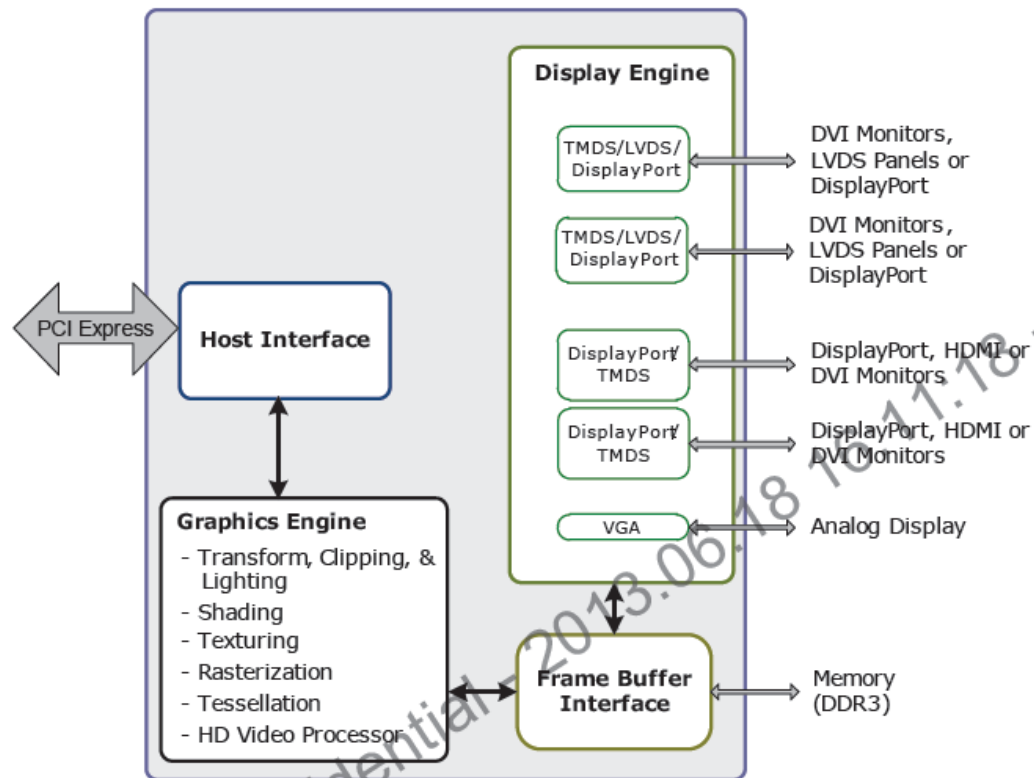 Display Engine
TMDS/LVDS/
DisplayPort
DVI Monitors,
LVDS Panels or
DisplayPort
TMDS/LVDS/
DisplayPort
DVI Monitors,
LVDS Panels or
DisplayPort
PCI Express
Host Interface
DisplayPort/
TMDS
DisplayPort, HDMI or
DVI Monitors
DisplayPort/
TMDS
DisplayPort, HDMI or
DVI Monitors
VGA
Analog Display
Graphics Engine
- Transform, Clipping, &
Lighting
- Shading
- Texturing
- Rasterization
- Tessellation
- HD Video Processor
Frame Buffer
Interface
Memory
(DDR3)
- 2013.06.18 16:11:18